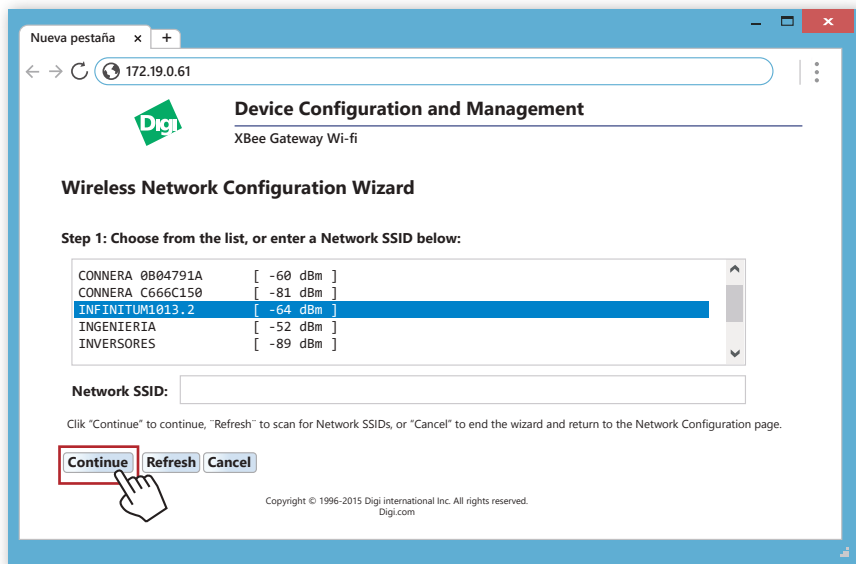 Nueva pestaña x +
172.19.0.61
Digi
Device Configuration and Management
XBee Gateway Wi-fi
Wireless Network Configuration Wizard
Step 1: Choose from the list, or enter a Network SSID below:
CONNERA 0B04791A [ -60 dBm ]
CONNERA C666C150 [ -81 dBm ]
INFINITUM1013.2 [ -64 dBm ]
INGENIERIA [ -52 dBm ]
INVERSORES [ -89 dBm ]
Network SSID:
Clik "Continue" to continue, ¨Refresh¨ to scan for Network SSIDs, or "Cancel" to end the wizard and return to the Network Configuration page.
Continue Refresh Cancel
Copyright © 1996-2015 Digi international Inc. All rights reserved.
Digi.com